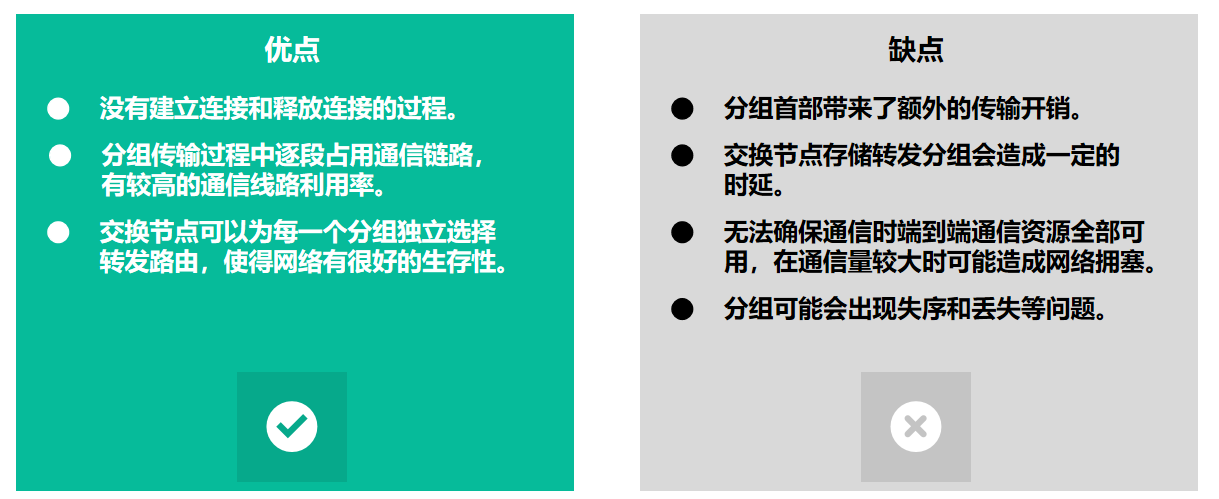 优点
没有建立连接和释放连接的过程。
分组传输过程中逐段占用通信链路，
有较高的通信线路利用率。
交换节点可以为每一个分组独立选择
转发路由，使得网络有很好的生存性。
缺点
分组首部带来了额外的传输开销。
交换节点存储转发分组会造成一定的
时延。
无法确保通信时端到端通信资源全部可
用，在通信量较大时可能造成网络拥塞。
分组可能会出现失序和丢失等问题。